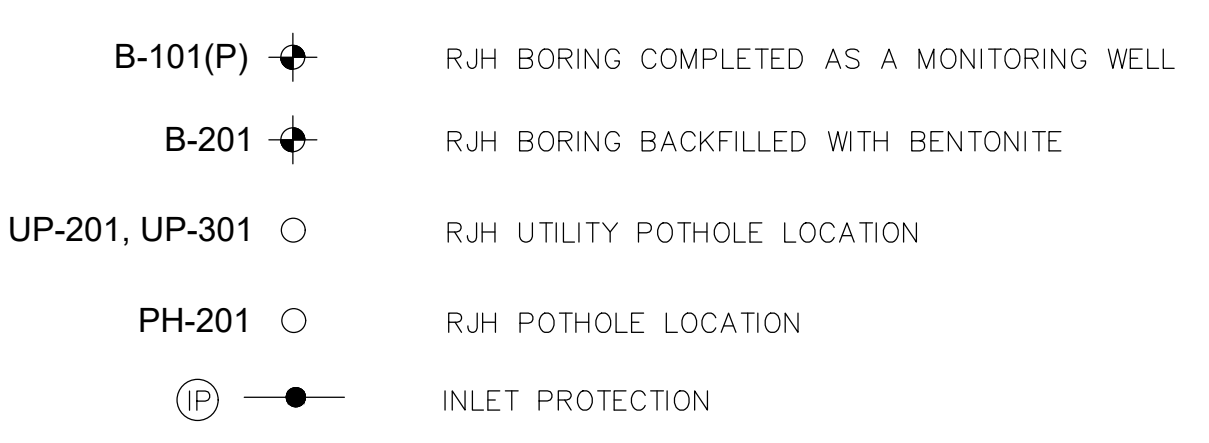 B-101(P) RJH BORING COMPLETED AS A MONITORING WELL
B-201 RJH BORING BACKFILLED WITH BENTONITE
UP-201, UP-301 RJH UTILITY POTHOLE LOCATION
PH-201 RJH POTHOLE LOCATION
IP INLET PROTECTION